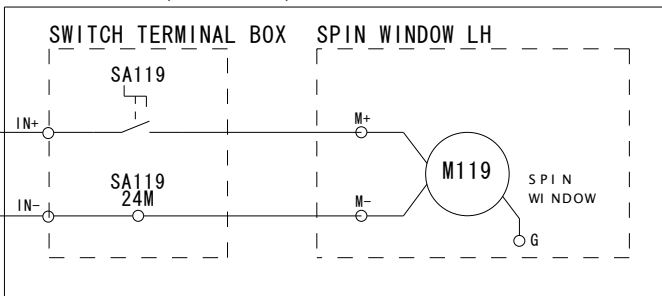 SWITCH TERMINAL BOX
SPIN WINDOW LH
SA119
IN+
M+
M119
SPIN
WINDOW
SA119
24M
IN-
M-
G